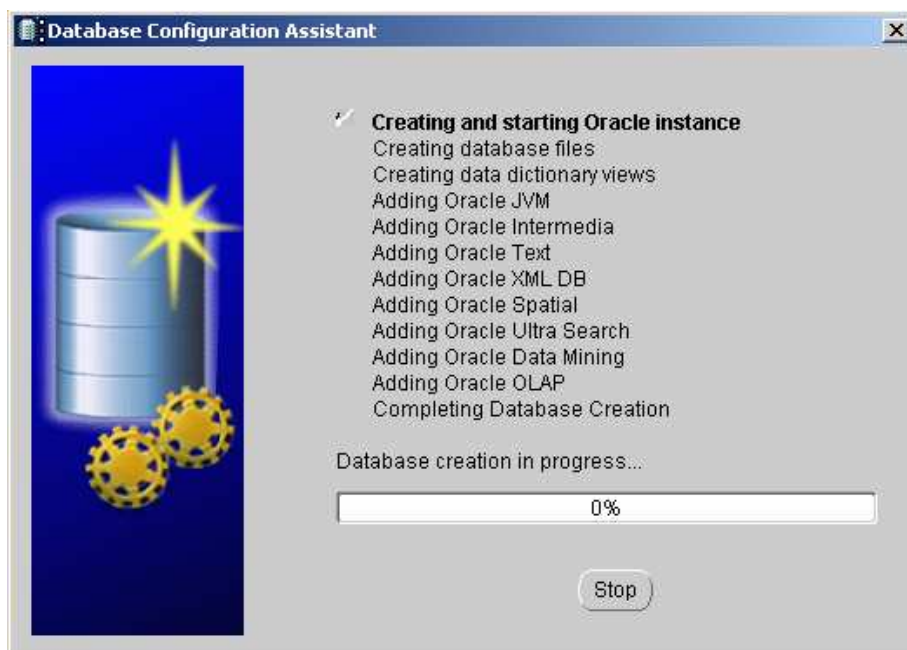 Database Configuration Assistant
Creating and starting Oracle instance
Creating database files
Creating data dictionary views
Adding Oracle JVM
Adding Oracle Intermedia
Adding Oracle Text
Adding Oracle XML DB
Adding Oracle Spatial
Adding Oracle Ultra Search
Adding Oracle Data Mining
Adding Oracle OLAP
Completing Database Creation
Database creation in progress...
0%
Stop